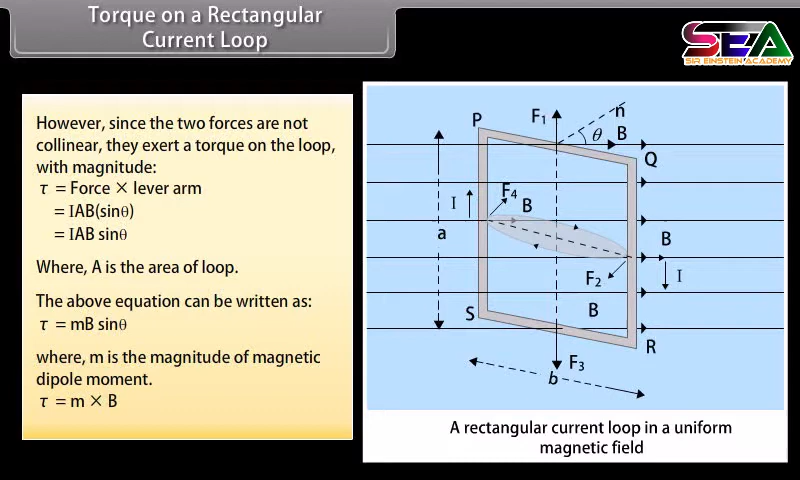 Torque on a Rectangular
Current Loop
SEA
SIR EINSTEIN ACADEMY
However, since the two forces are not
collinear, they exert a torque on the loop,
with magnitude:
τ = Force × lever arm
= IAB(sinθ)
= IAB sinθ
Where, A is the area of loop.
The above equation can be written as:
τ = mB sinθ
where, m is the magnitude of magnetic
dipole moment.
τ = m × B
P
F₁
n
θ
B
Q
I
F₄
B
a
B
F₂
I
S
B
R
F₃
b
A rectangular current loop in a uniform
magnetic field